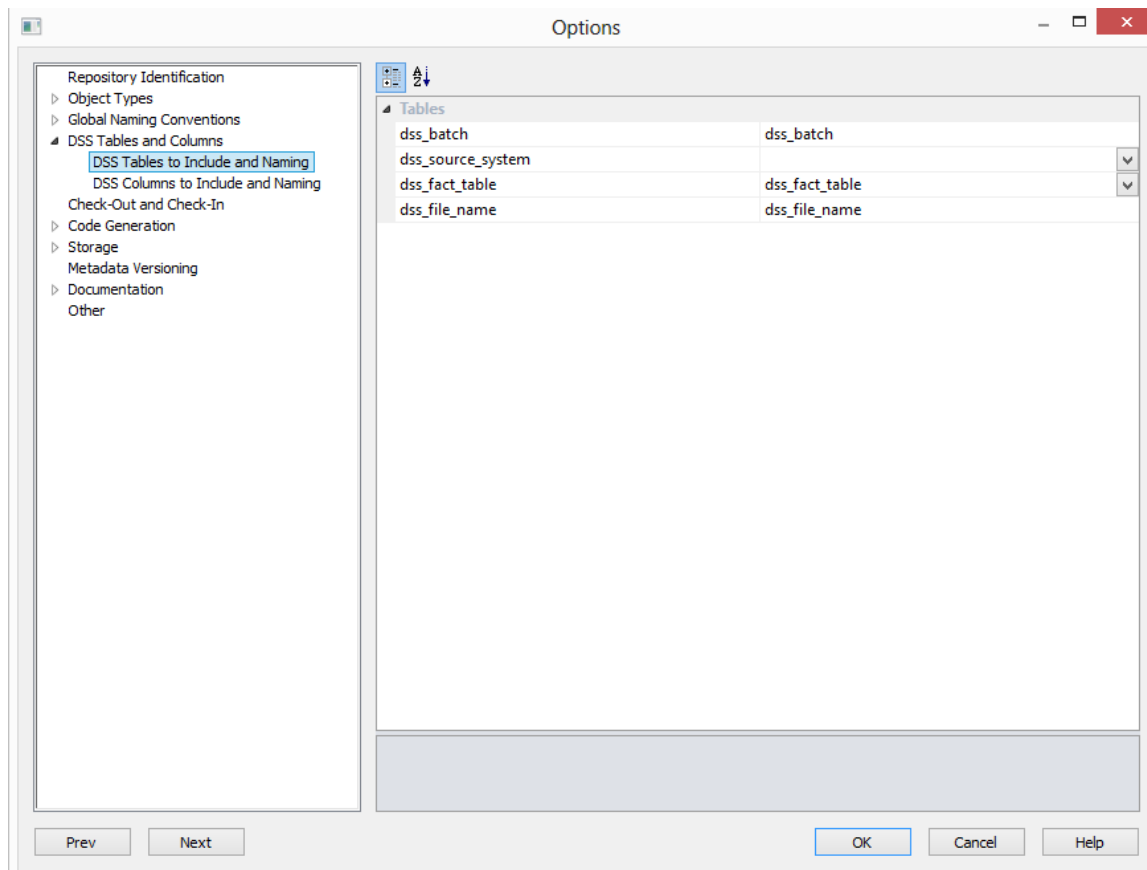 Options
Repository Identification
Object Types
Global Naming Conventions
DSS Tables and Columns
DSS Tables to Include and Naming
DSS Columns to Include and Naming
Check-Out and Check-In
Code Generation
Storage
Metadata Versioning
Documentation
Other
Tables
dss_batch dss_batch
dss_source_system
dss_fact_table dss_fact_table
dss_file_name dss_file_name
Prev Next OK Cancel Help